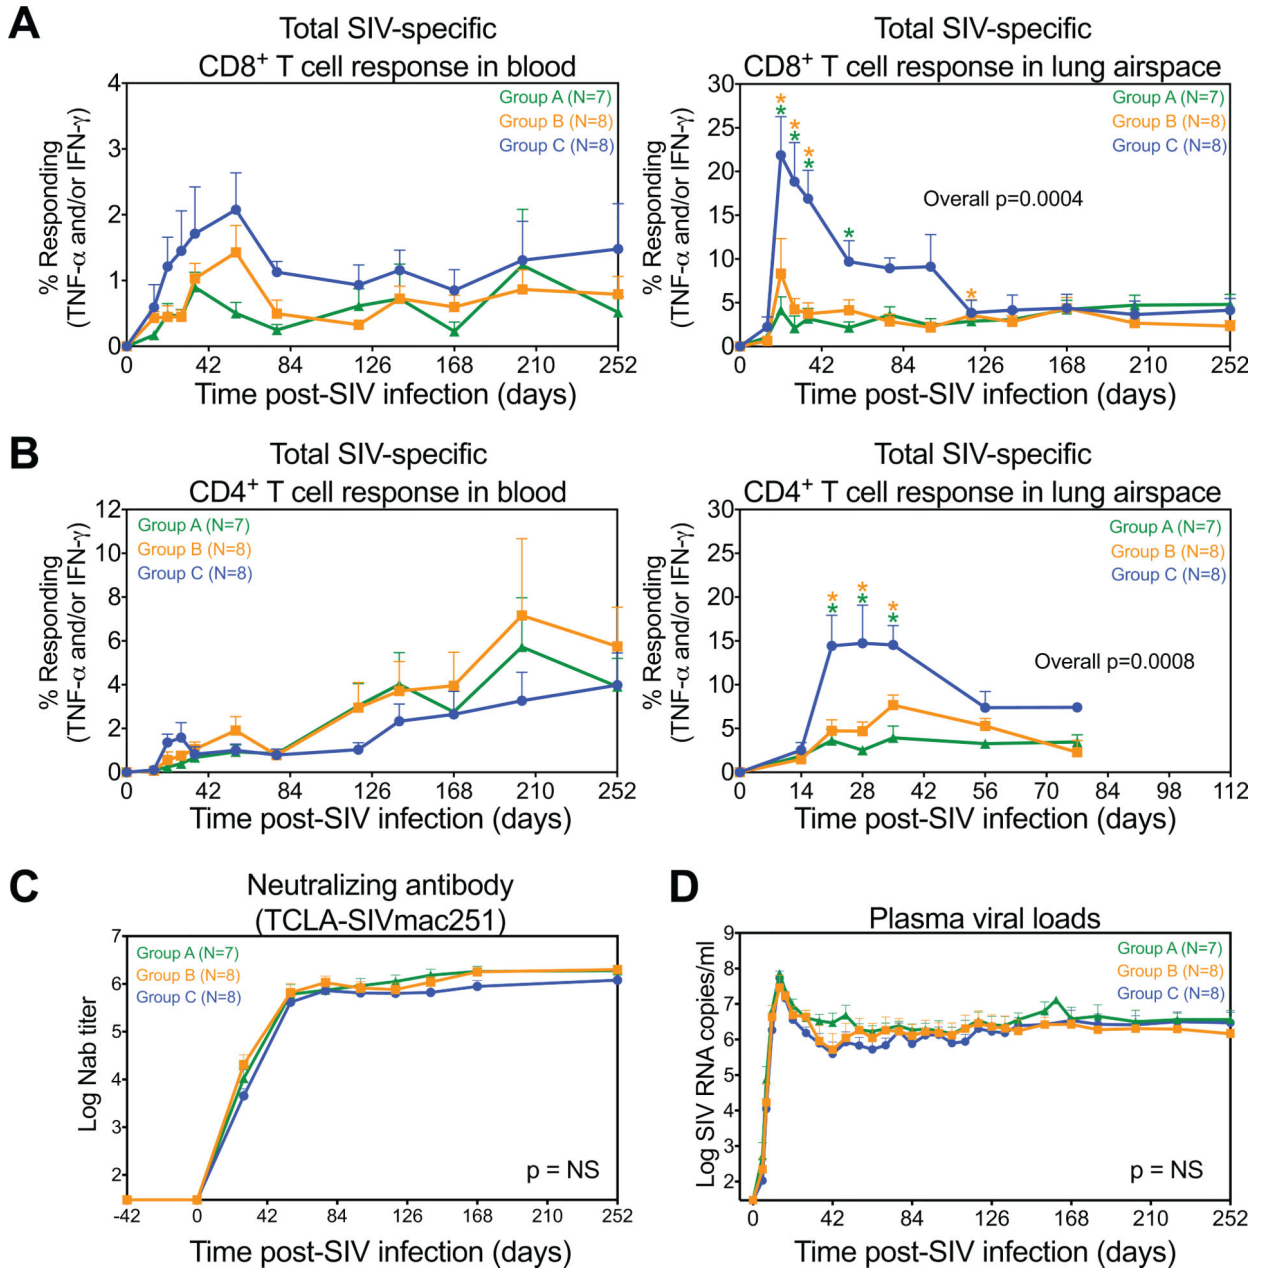 A
Total SIV-specific
CD8+ T cell response in blood
% Responding
(TNF-α and/or IFN-γ)
4
3
2
1
0
Group A (N=7)
Group B (N=8)
Group C (N=8)
0 42 84 126 168 210 252
Time post-SIV infection (days)
Total SIV-specific
CD8+ T cell response in lung airspace
% Responding
(TNF-α and/or IFN-γ)
30
25
20
15
10
5
0
Group A (N=7)
Group B (N=8)
Group C (N=8)
* * * * * * * *
Overall p=0.0004
0 42 84 126 168 210 252
Time post-SIV infection (days)
B
Total SIV-specific
CD4+ T cell response in blood
% Responding
(TNF-α and/or IFN-γ)
12
10
8
6
4
2
0
Group A (N=7)
Group B (N=8)
Group C (N=8)
0 42 84 126 168 210 252
Time post-SIV infection (days)
Total SIV-specific
CD4+ T cell response in lung airspace
% Responding
(TNF-α and/or IFN-γ)
30
25
20
15
10
5
0
Group A (N=7)
Group B (N=8)
Group C (N=8)
* * * * * *
Overall p=0.0008
0 14 28 42 56 70 84 98 112
Time post-SIV infection (days)
C
Neutralizing antibody
(TCLA-SIVmac251)
Log Nab titer
7
6
5
4
3
2
Group A (N=7)
Group B (N=8)
Group C (N=8)
p = NS
-42 0 42 84 126 168 210 252
Time post-SIV infection (days)
D
Plasma viral loads
Log SIV RNA copies/ml
9
8
7
6
5
4
3
2
Group A (N=7)
Group B (N=8)
Group C (N=8)
p = NS
0 42 84 126 168 210 252
Time post-SIV infection (days)